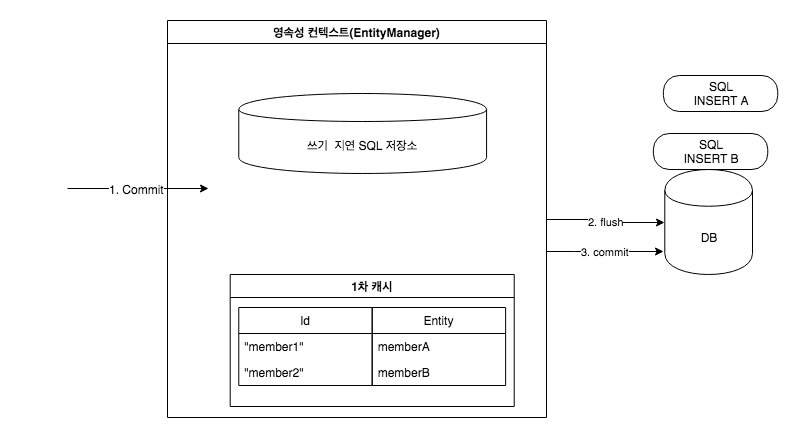 영속성 컨텍스트(EntityManager)
SQL
INSERT A
쓰기 지연 SQL 저장소
SQL
INSERT B
1. Commit
2. flush
DB
3. commit
1차 캐시
Id Entity
"member1" memberA
"member2" memberB